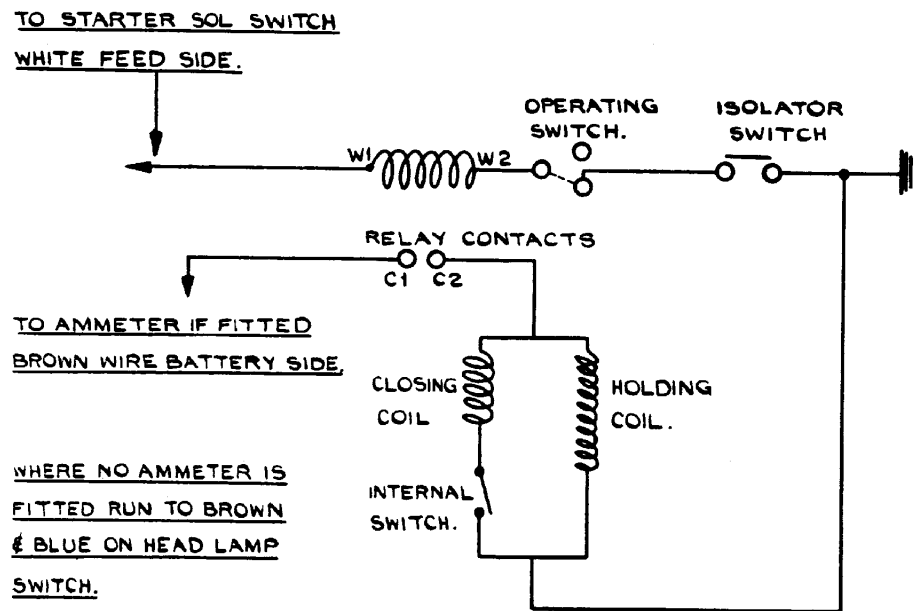 TO STARTER SOL SWITCH
WHITE FEED SIDE.
OPERATING
SWITCH.
ISOLATOR
SWITCH
W1
W2
RELAY CONTACTS
C1 C2
TO AMMETER IF FITTED
BROWN WIRE BATTERY SIDE.
CLOSING
COIL
HOLDING
COIL.
WHERE NO AMMETER IS
FITTED RUN TO BROWN
& BLUE ON HEAD LAMP
SWITCH.
INTERNAL
SWITCH.